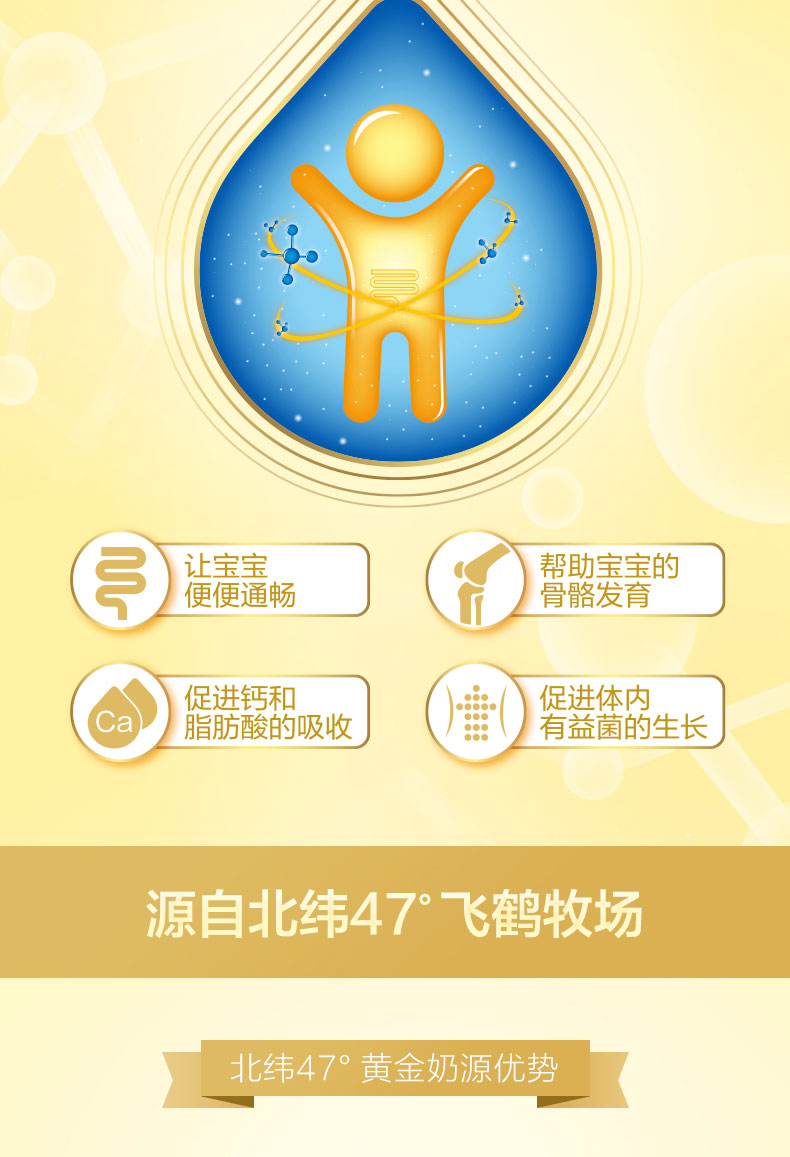 让宝宝
便便通畅
帮助宝宝的
骨骼发育
Ca
促进钙和
脂肪酸的吸收
促进体内
有益菌的生长
源自北纬47°飞鹤牧场
北纬47° 黄金奶源优势